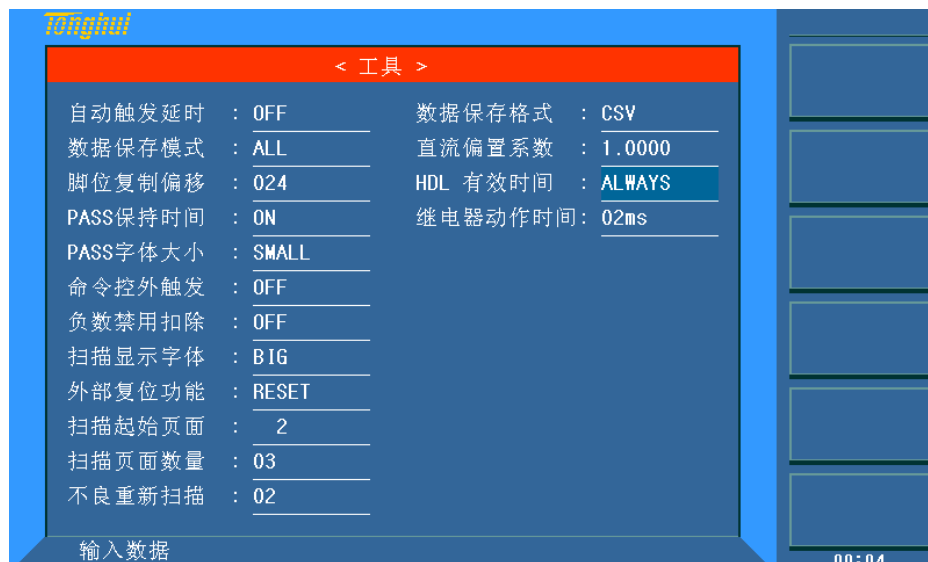 Tonghui
< 工具 >
自动触发延时 : OFF 数据保存格式 : CSV
数据保存模式 : ALL 直流偏置系数 : 1.0000
脚位复制偏移 : 024 HDL 有效时间 : ALWAYS
PASS保持时间 : ON 继电器动作时间: 02ms
PASS字体大小 : SMALL
命令控外触发 : OFF
负数禁用扣除 : OFF
扫描显示字体 : BIG
外部复位功能 : RESET
扫描起始页面 : 2
扫描页面数量 : 03
不良重新扫描 : 02
输入数据